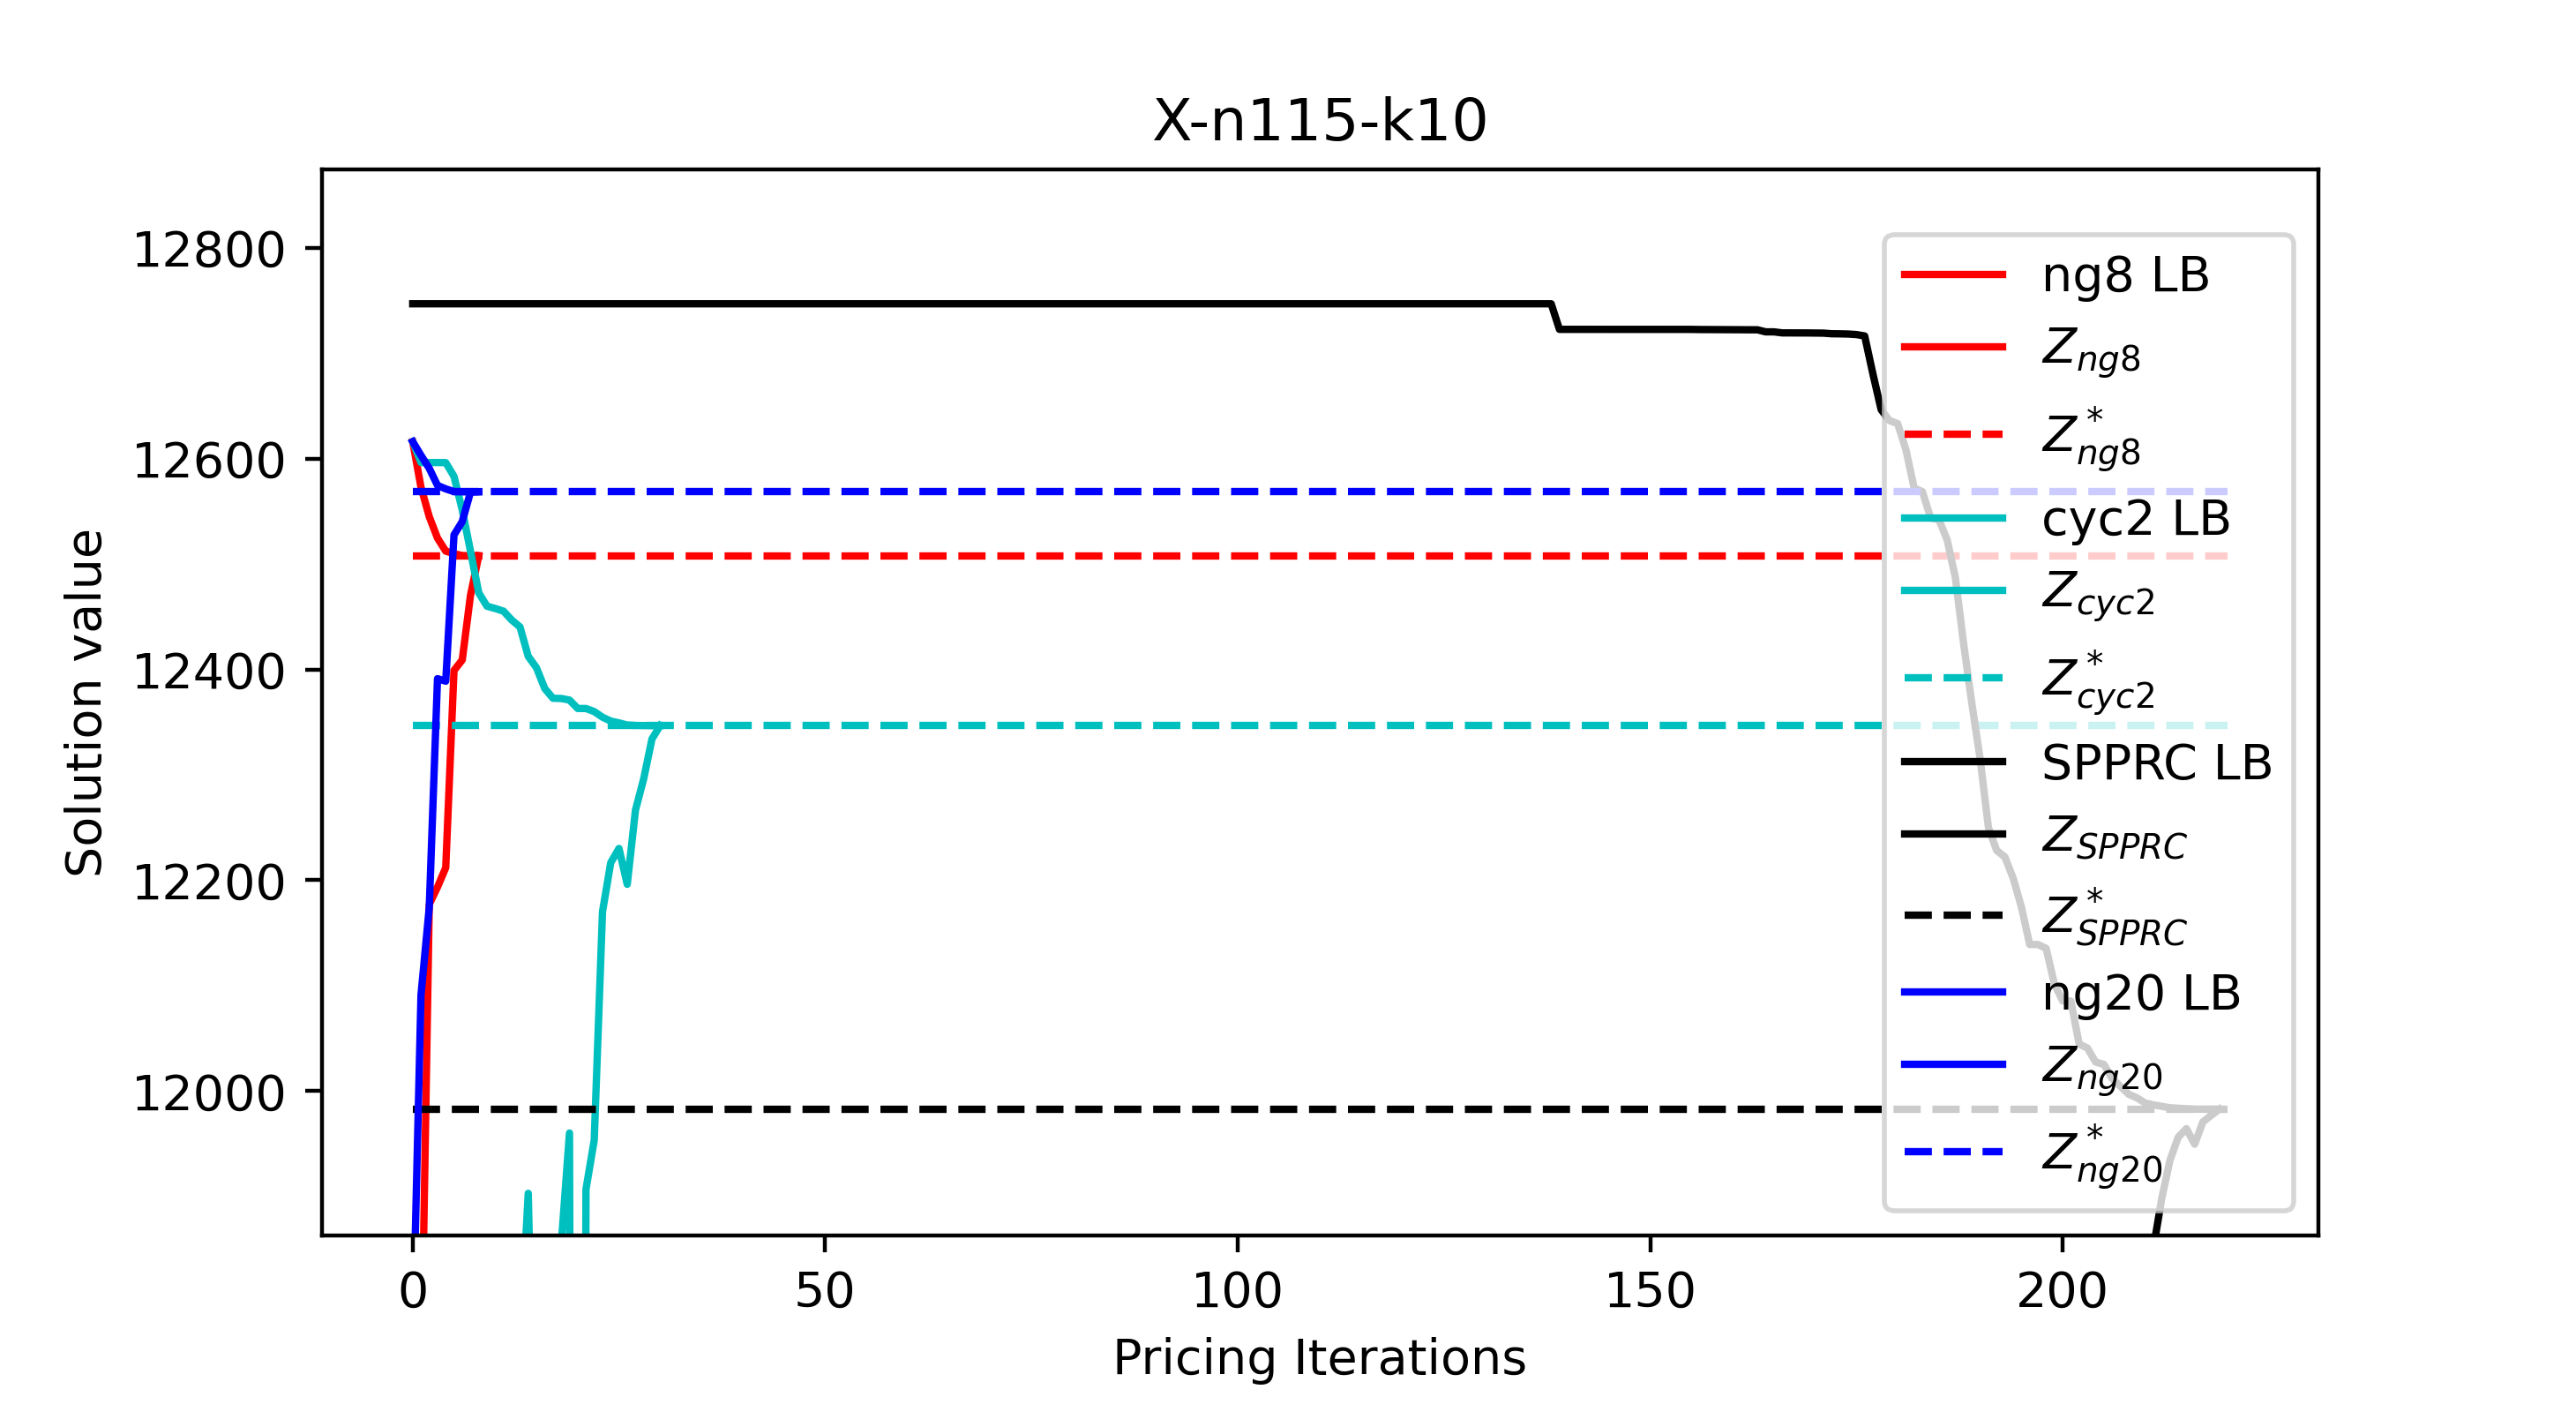 X-n115-k10
Solution value
12800
12600
12400
12200
12000
0 50 100 150 200
Pricing Iterations
ng8 LB
Z_{ng8}
Z^*_{ng8}
cyc2 LB
Z_{cyc2}
Z^*_{cyc2}
SPPRC LB
Z_{SPPRC}
Z^*_{SPPRC}
ng20 LB
Z_{ng20}
Z^*_{ng20}